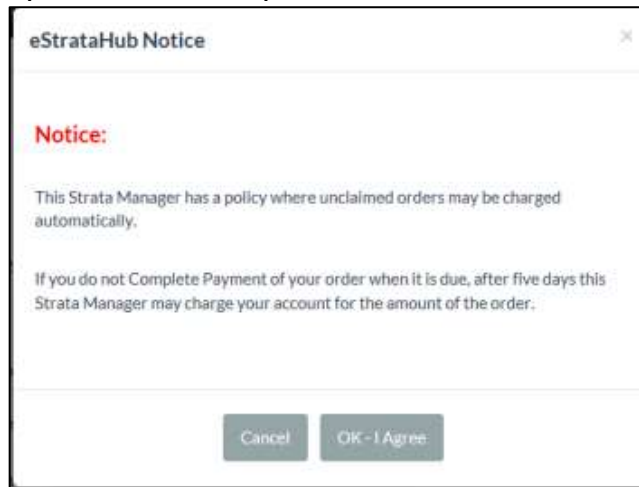 eStrataHub Notice
×
Notice:
This Strata Manager has a policy where unclaimed orders may be charged
automatically.
If you do not Complete Payment of your order when it is due, after five days this
Strata Manager may charge your account for the amount of the order.
Cancel
OK - I Agree